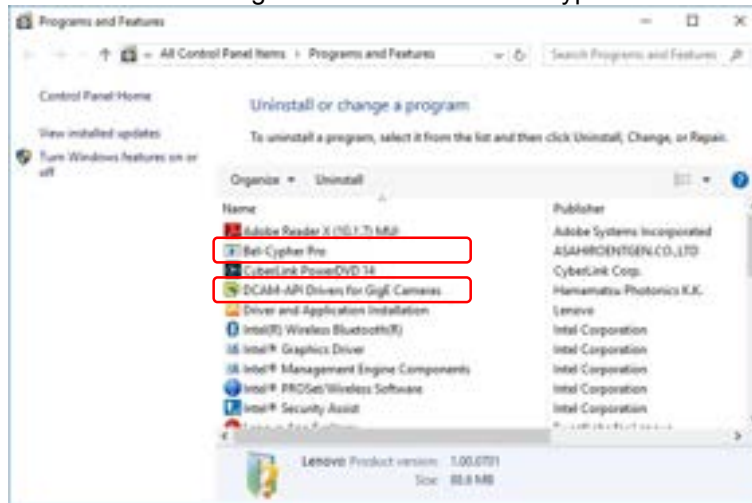 Programs and Features
All Control Panel Items › Programs and Features
Search Programs and Features
Control Panel Home
View installed updates
Turn Windows features on or
off
Uninstall or change a program
To uninstall a program, select it from the list and then click Uninstall, Change, or Repair.
Organize
Uninstall
Name
Publisher
Adobe Reader X (10.1.7) MUI
Adobe Systems Incorporated
Bel-Cypher Pro
ASAHIROENTGEN.CO.,LTD
CyberLink PowerDVD 14
CyberLink Corp.
DCAM-API Drivers for GigE Cameras
Hamamatsu Photonics K.K.
Driver and Application Installation
Lenovo
Intel(R) Wireless Bluetooth(R)
Intel Corporation
Intel® Graphics Driver
Intel Corporation
Intel® Management Engine Components
Intel Corporation
Intel® PROSet/Wireless Software
Intel Corporation
Intel® Security Assist
Intel Corporation
Lenovo Product version: 1.00.0701
Size: 88.8 MB